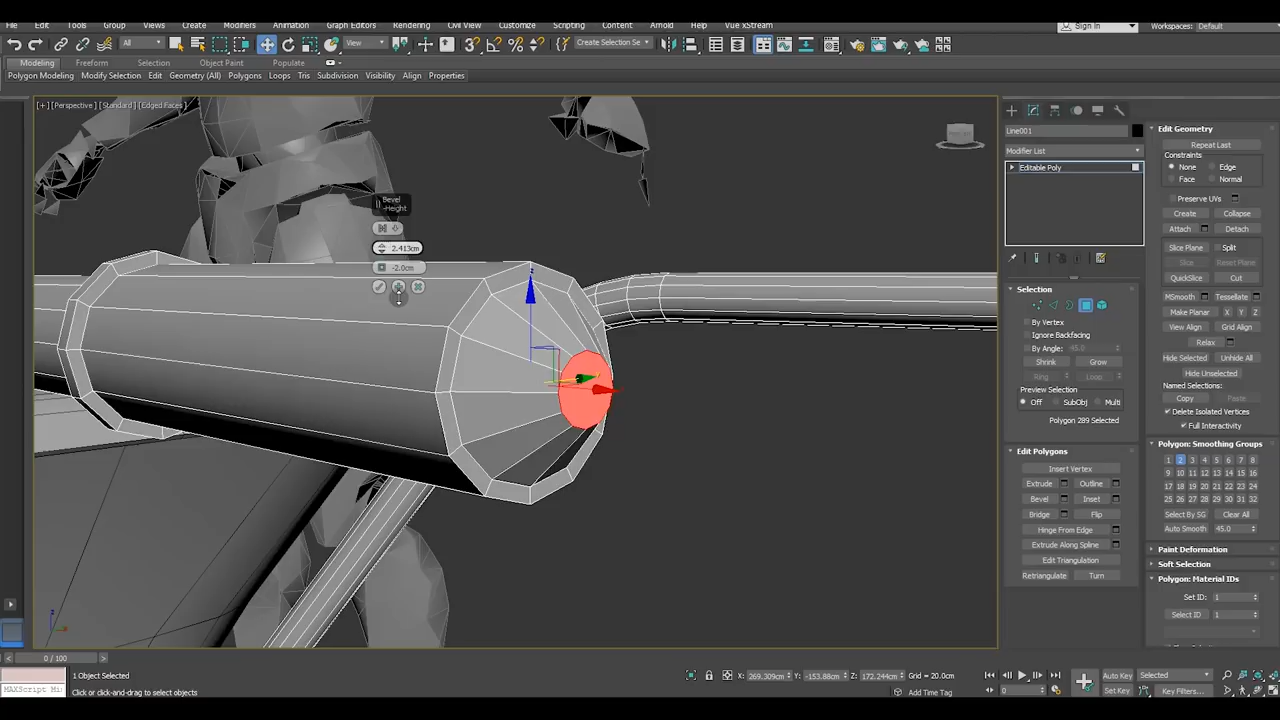 File Edit Tools Group Views Create Modifiers Animation Graph Editors Rendering Civil View Customize Scripting Content Arnold Help Vue xStream Sign In Workspaces: Default
All View Create Selection Se
Modeling Freeform Selection Object Paint Populate
Polygon Modeling Modify Selection Edit Geometry (All) Polygons Loops Tris Subdivision Visibility Align Properties
[+] [Perspective] [Standard] [Edged Faces]
Bevel
-Height
2.413cm
-2.0cm
z
Line001
Modifier List
Editable Poly
Selection
By Vertex
Ignore Backfacing
By Angle: 45.0
Shrink Grow
Ring Loop
Preview Selection
Off SubObj Multi
Polygon 289 Selected
Edit Polygons
Insert Vertex
Extrude Outline
Bevel Inset
Bridge Flip
Hinge From Edge
Extrude Along Spline
Edit Triangulation
Retriangulate Turn
Edit Geometry
Repeat Last
Constraints
None Edge
Face Normal
Preserve UVs
Create Collapse
Attach Detach
Slice Plane Split
Slice Reset Plane
QuickSlice Cut
MSmooth Tessellate
Make Planar X Y Z
View Align Grid Align
Relax
Hide Selected Unhide All
Hide Unselected
Named Selections:
Copy Paste
Delete Isolated Vertices
Full Interactivity
Polygon: Smoothing Groups
1 2 3 4 5 6 7 8
9 10 11 12 13 14 15 16
17 18 19 20 21 22 23 24
25 26 27 28 29 30 31 32
Select By SG Clear All
Auto Smooth 45.0
Paint Deformation
Soft Selection
Polygon: Material IDs
Set ID: 1
Select ID 1
0 / 100
1 Object Selected
Click or click-and-drag to select objects
MAXScript Mi
X: 269.309cm Y: -153.88cm Z: 172.244cm Grid = 20.0cm
Add Time Tag
0
Auto Key Selected
Set Key Key Filters...